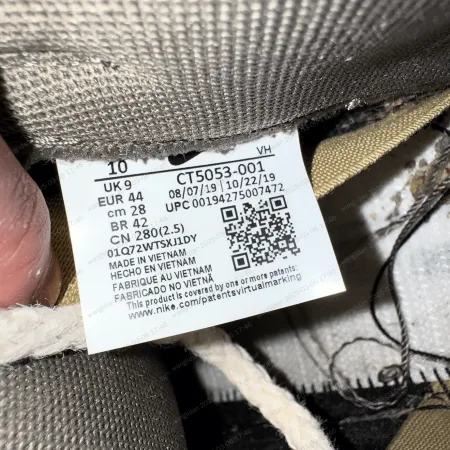 10 VH
UK 9 CT5053-001
EUR 44 08/07/19 | 10/22/19
cm 28 UPC 00194275007472
BR 42
CN 280(2.5)
01Q72WTSXJ1DY
MADE IN VIETNAM
HECHO EN VIETNAM
FABRIQUE AU VIETNAM
FABRICADO NO VIETNÃ
This product is covered by one or more patents:
www.nike.com/patentsvirtualmarking